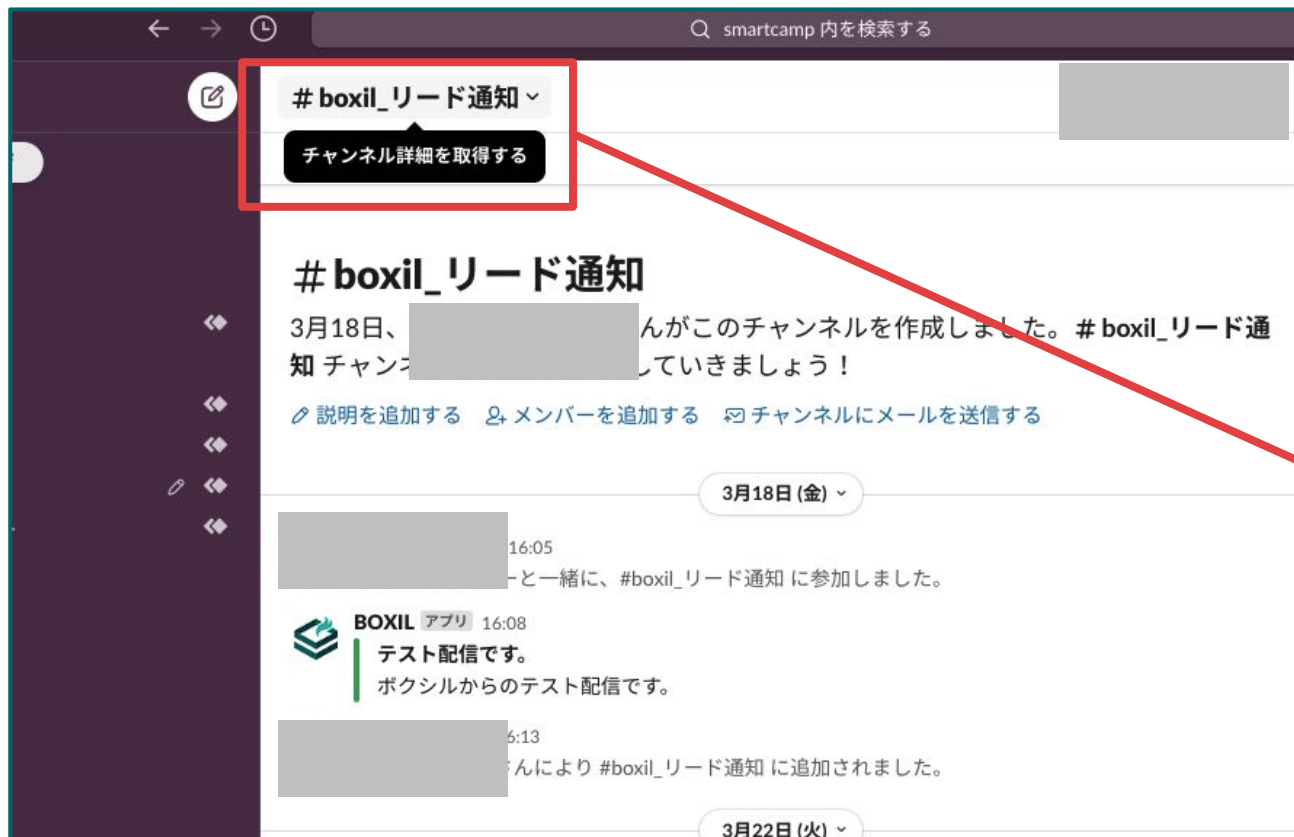 smartcamp 内を検索する
# boxil_リード通知
チャンネル詳細を取得する
# boxil_リード通知
3月18日、 んがこのチャンネルを作成しました。# boxil_リード通
知 チャン していきましょう！
説明を追加する メンバーを追加する チャンネルにメールを送信する
3月18日 (金)
16:05
ーと一緒に、#boxil_リード通知 に参加しました。
BOXIL アプリ 16:08
テスト配信です。
ボクシルからのテスト配信です。
6:13
さんにより #boxil_リード通知 に追加されました。
3月22日 (火)